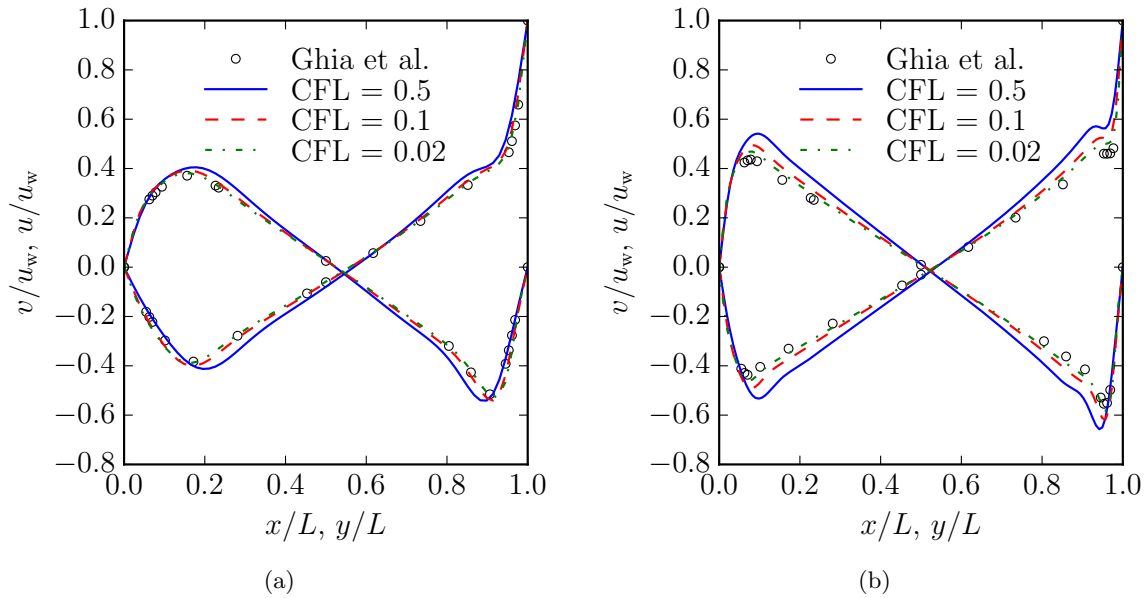 1.0
0.8
0.6
0.4
0.2
0.0
−0.2
−0.4
−0.6
−0.8
0.0 0.2 0.4 0.6 0.8 1.0
v/u_w, u/u_w
x/L, y/L
Ghia et al.
CFL = 0.5
CFL = 0.1
CFL = 0.02
(a)
1.0
0.8
0.6
0.4
0.2
0.0
−0.2
−0.4
−0.6
−0.8
0.0 0.2 0.4 0.6 0.8 1.0
v/u_w, u/u_w
x/L, y/L
Ghia et al.
CFL = 0.5
CFL = 0.1
CFL = 0.02
(b)